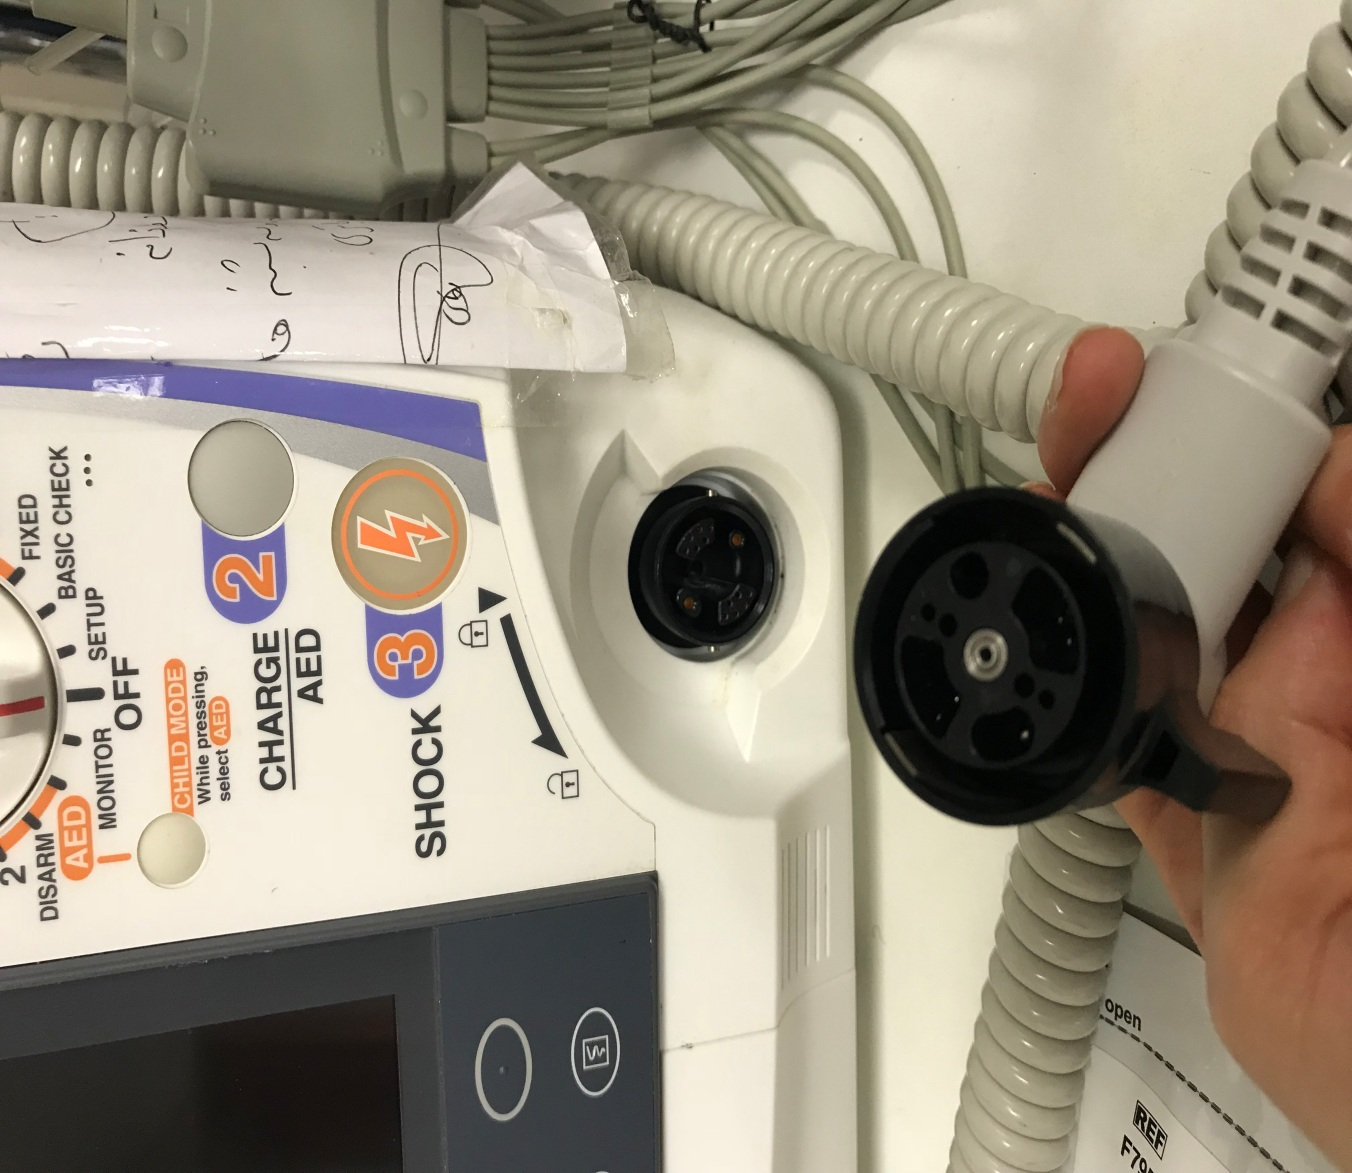 FIXED
BASIC CHECK
...
SETUP
OFF
MONITOR
AED
DISARM
2
CHILD MODE
While pressing,
select AED
2
CHARGE
AED
3
SHOCK
open
REF